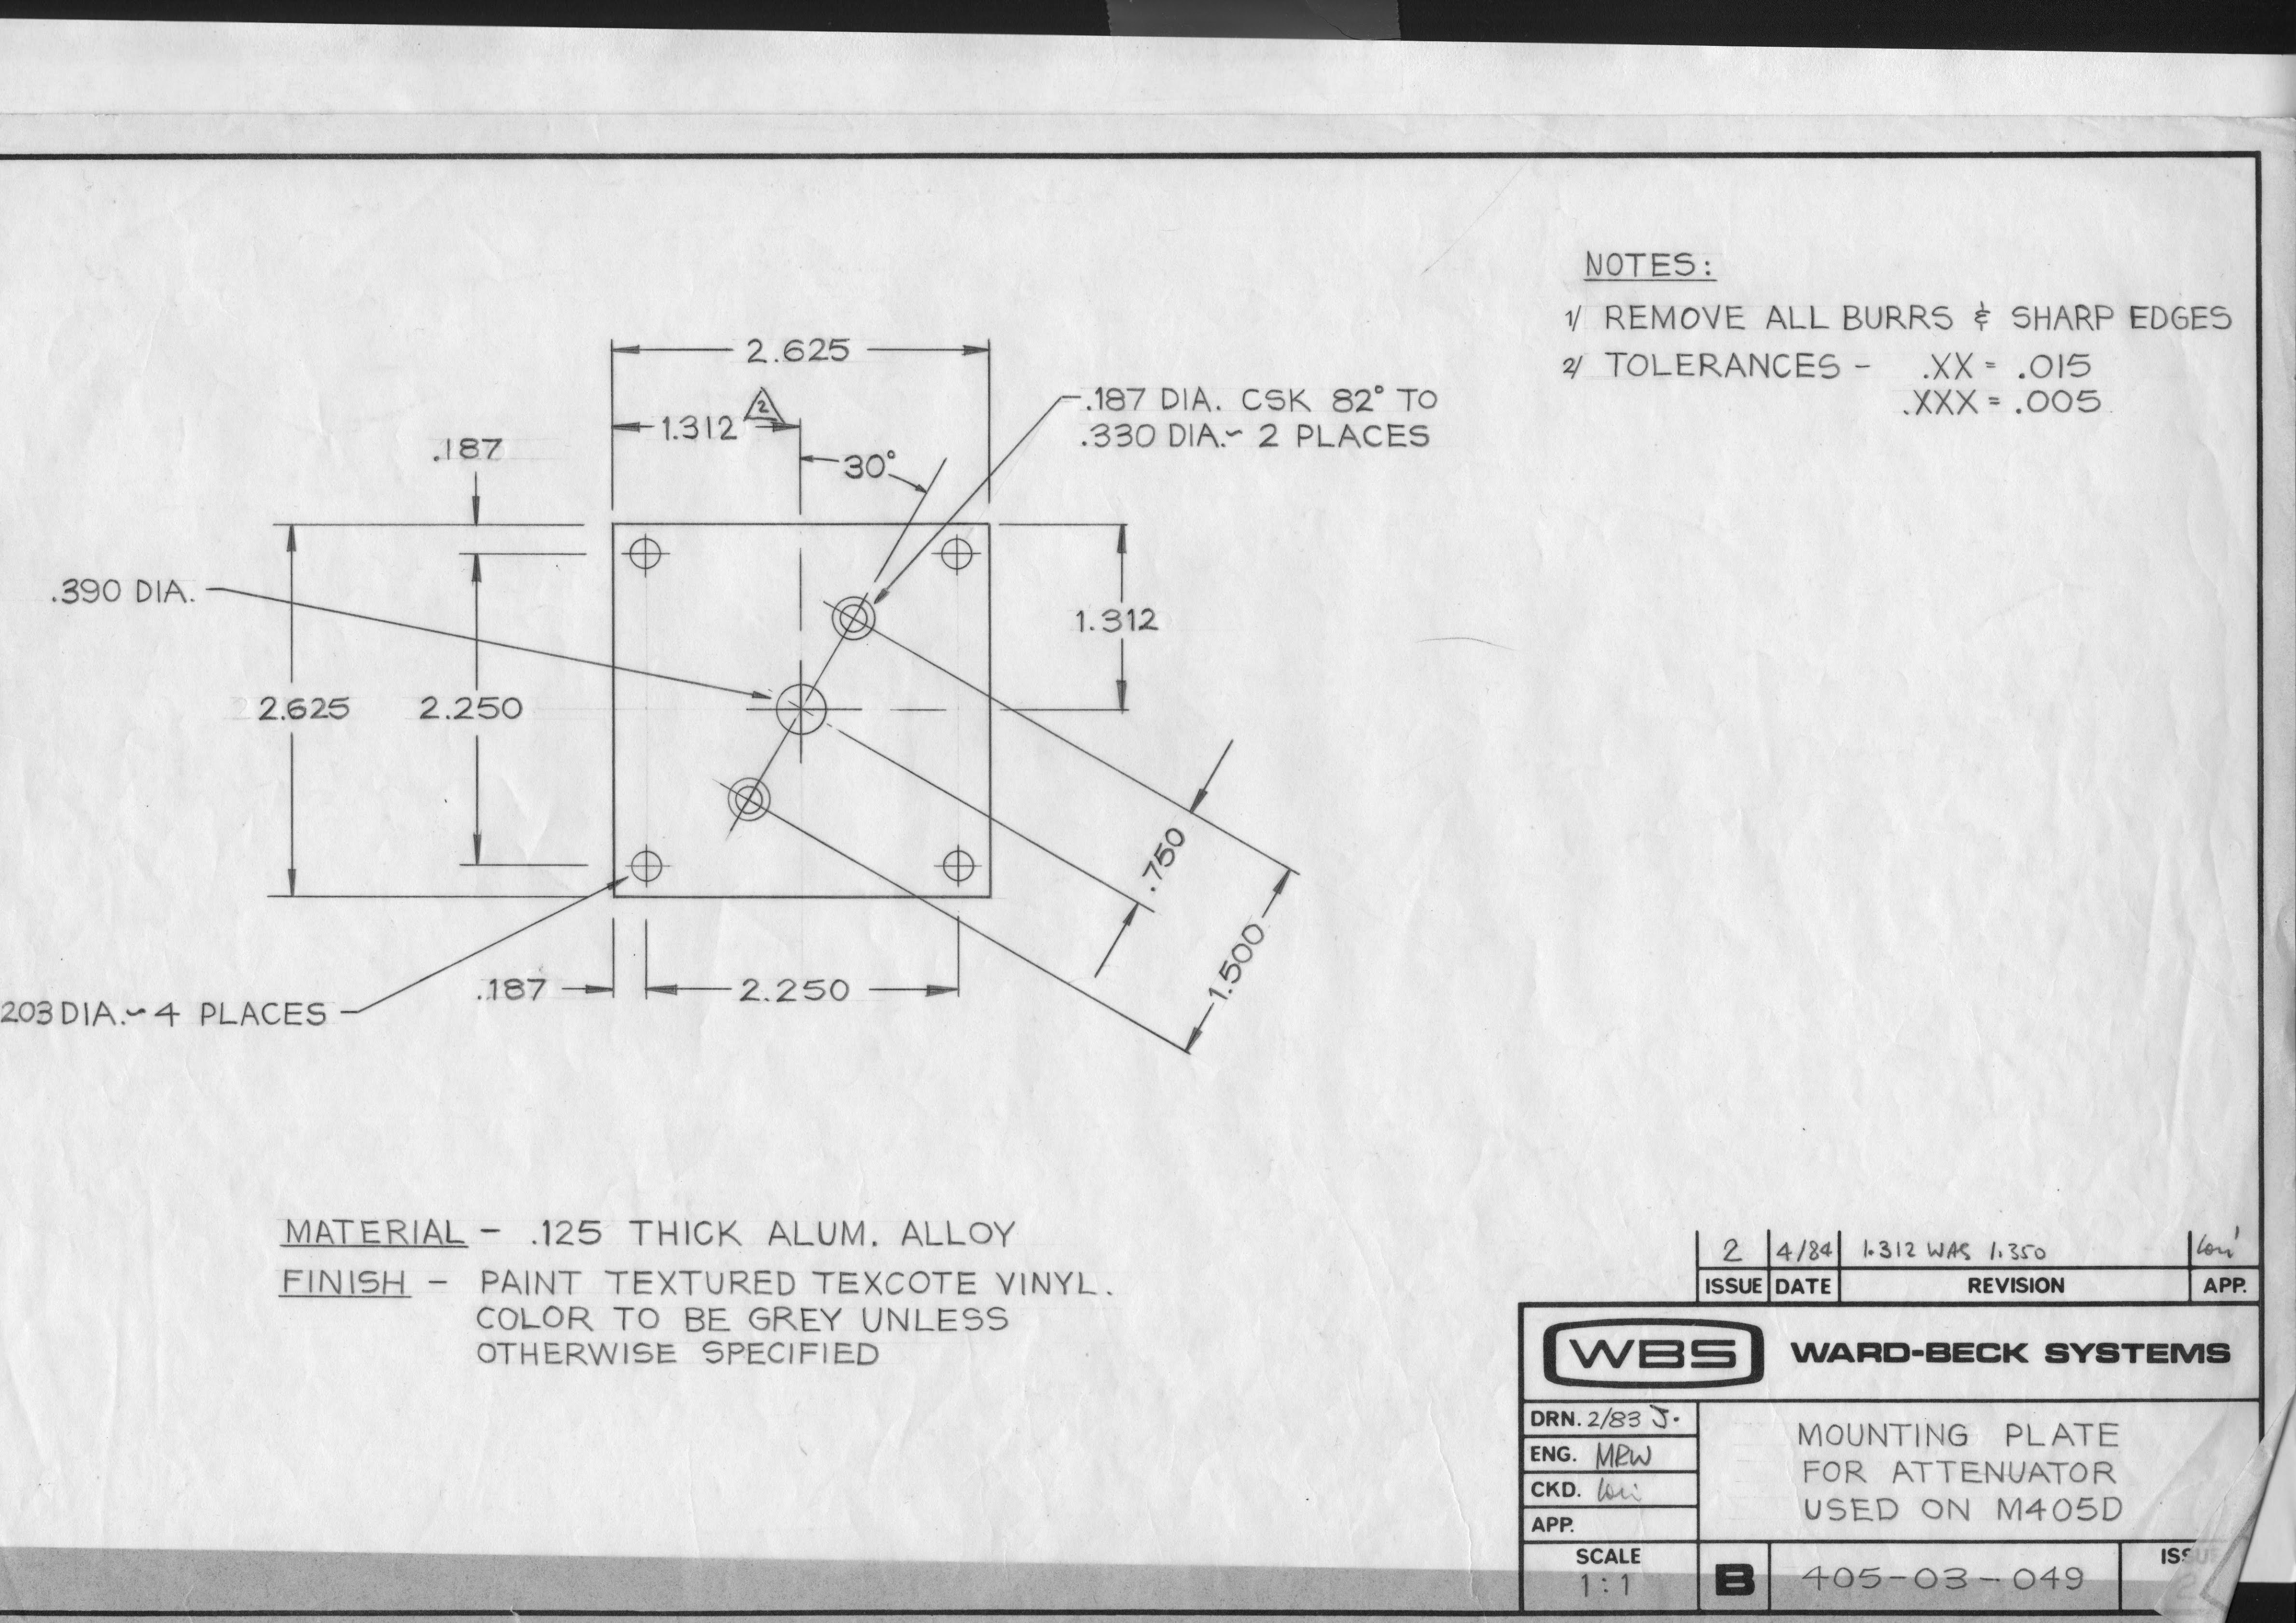 NOTES:
1/ REMOVE ALL BURRS & SHARP EDGES
2/ TOLERANCES - .XX = .015
.XXX = .005
2.625
1.312
2
.187
30°
.187 DIA. CSK 82° TO
.330 DIA.~ 2 PLACES
.390 DIA.
2.625
2.250
1.312
.750
1.500
.187
2.250
203 DIA.~ 4 PLACES
MATERIAL - .125 THICK ALUM. ALLOY
FINISH - PAINT TEXTURED TEXCOTE VINYL.
COLOR TO BE GREY UNLESS
OTHERWISE SPECIFIED
2 4/84 1.312 WAS 1.350 Lori
ISSUE DATE REVISION APP.
WBS WARD-BECK SYSTEMS
DRN. 2/83 J.
ENG. MRW
CKD. Lori
APP.
MOUNTING PLATE
FOR ATTENUATOR
USED ON M405D
SCALE
1:1
B
405-03-049
ISSUE
2